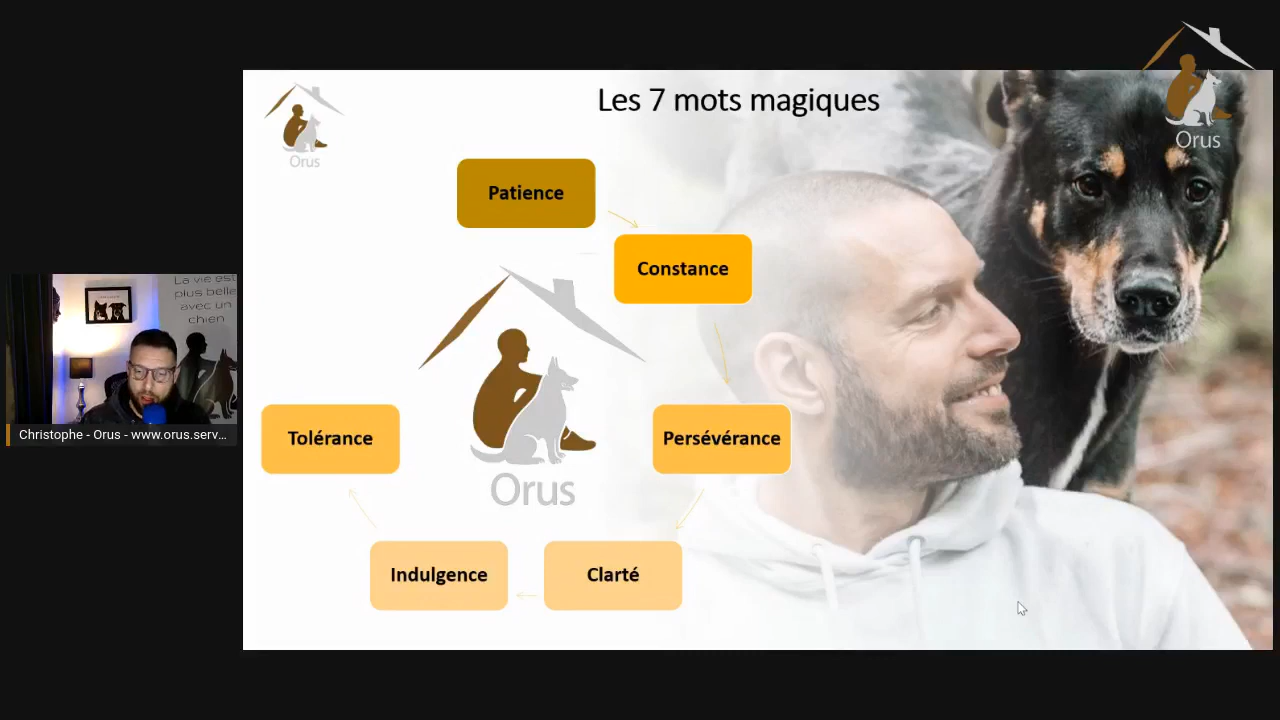 Les 7 mots magiques
Orus
Orus
Patience
Constance
Persévérance
Clarté
Indulgence
Tolérance
Orus
La vie est
plus belle
avec un
chien
Christophe - Orus - www.orus.serv...